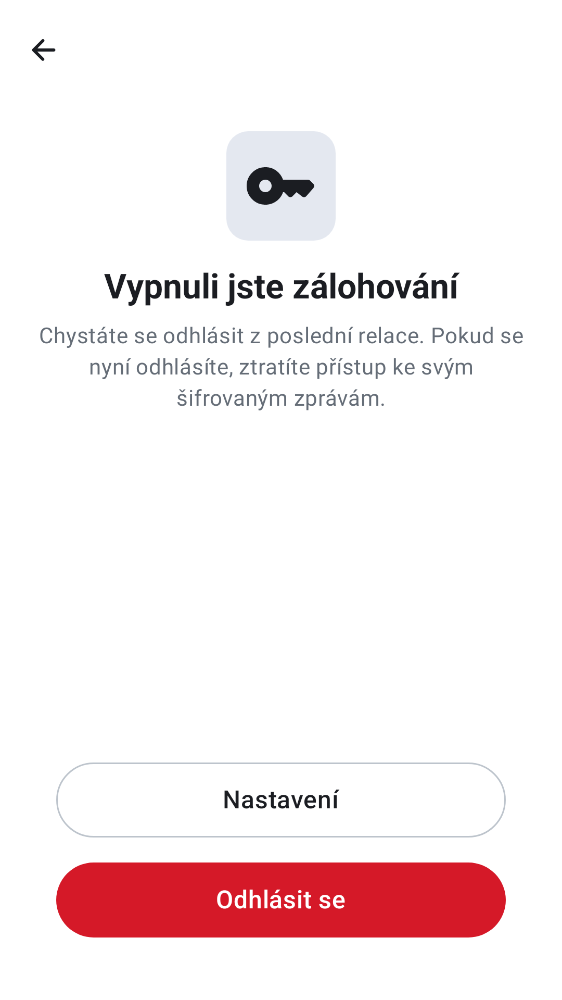 Vypnuli jste zálohování
Chystáte se odhlásit z poslední relace. Pokud se
nyní odhlásíte, ztratíte přístup ke svým
šifrovaným zprávám.
Nastavení
Odhlásit se